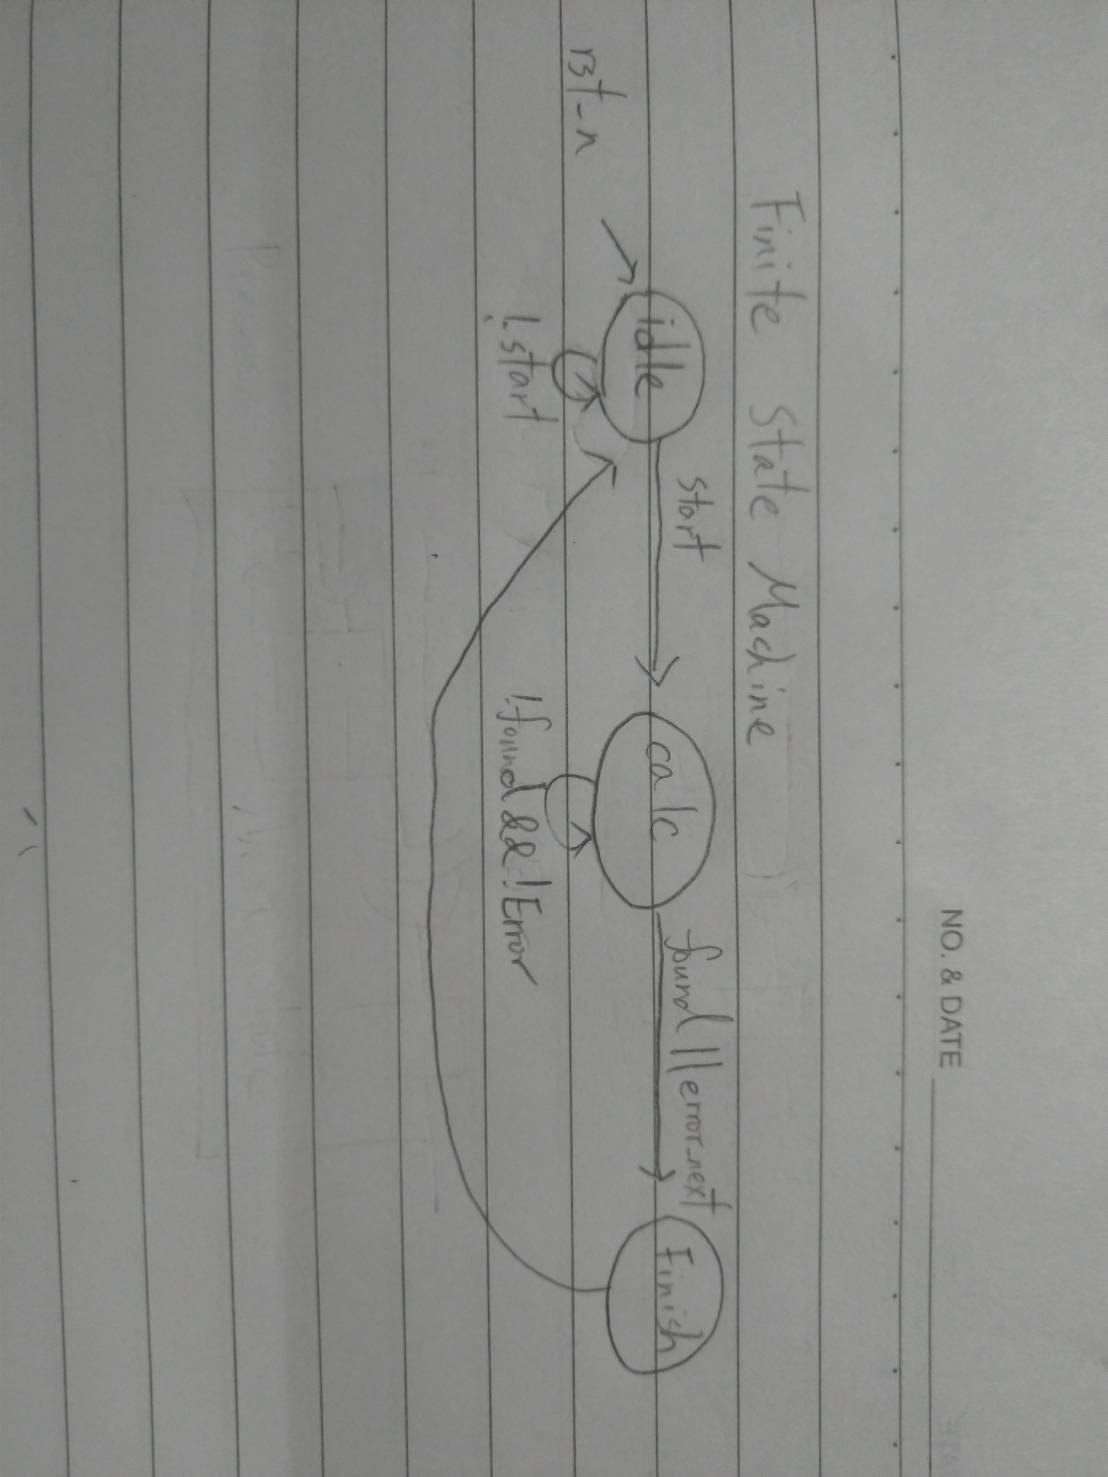 NO. & DATE
Finite State Machine
rst_n
idle
start
calc
found || error_next
Finish
!start
!found && !Error